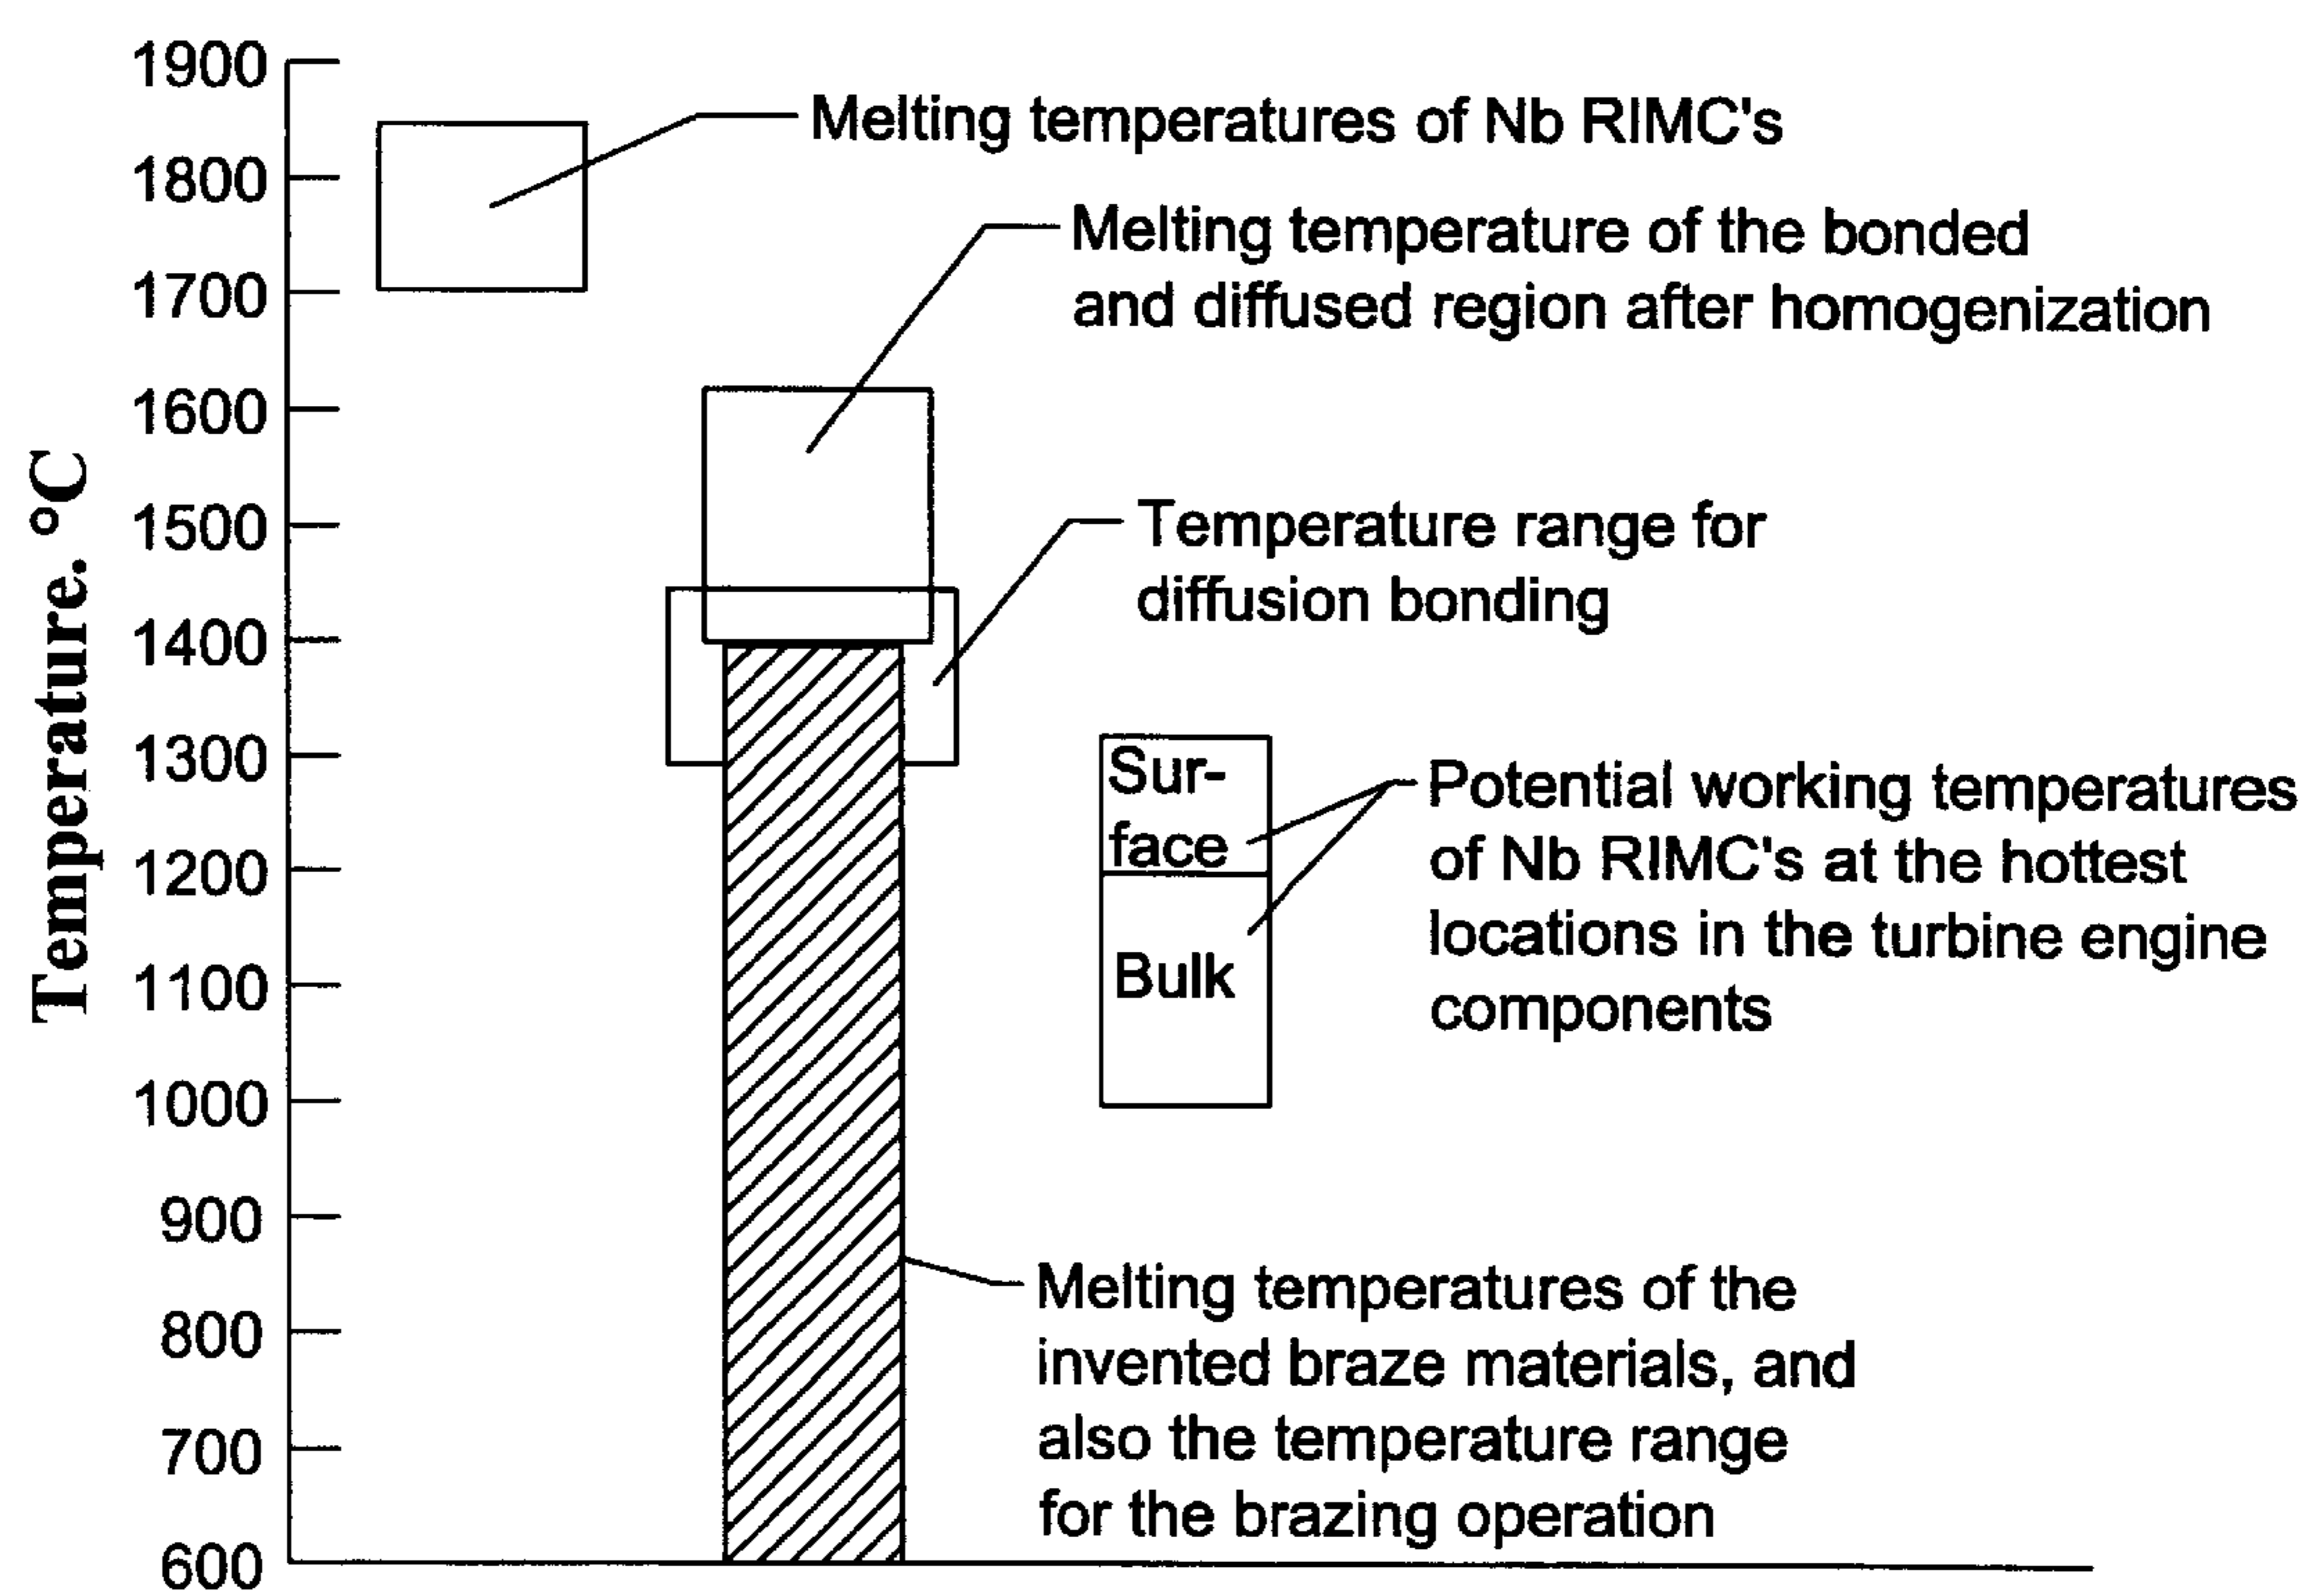 1900
Melting temperatures of Nb RIMC's
1800
Melting temperature of the bonded
and diffused region after homogenization
1700
1600
1500
Temperature range for
diffusion bonding
1400
1300
1200
1100
1000
900
800
700
600
Temperature. °C
Sur-
face
Bulk
Potential working temperatures
of Nb RIMC's at the hottest
locations in the turbine engine
components
Melting temperatures of the
invented braze materials, and
also the temperature range
for the brazing operation